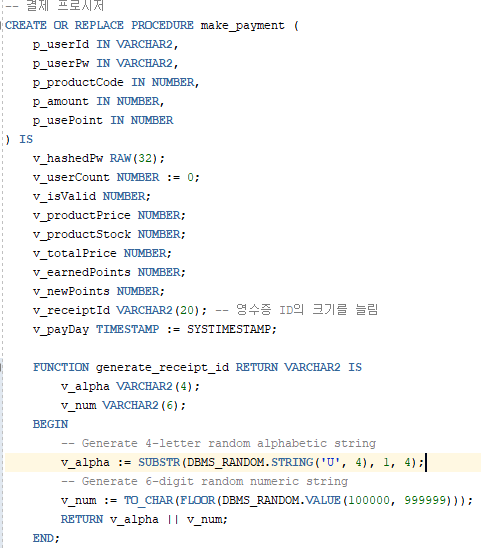 -- 결제 프로시저
CREATE OR REPLACE PROCEDURE make_payment (
    p_userId IN VARCHAR2,
    p_userPw IN VARCHAR2,
    p_productCode IN NUMBER,
    p_amount IN NUMBER,
    p_usePoint IN NUMBER
) IS
    v_hashedPw RAW(32);
    v_userCount NUMBER := 0;
    v_isValid NUMBER;
    v_productPrice NUMBER;
    v_productStock NUMBER;
    v_totalPrice NUMBER;
    v_earnedPoints NUMBER;
    v_newPoints NUMBER;
    v_receiptId VARCHAR2(20); -- 영수증 ID의 크기를 늘림
    v_payDay TIMESTAMP := SYSTIMESTAMP;

    FUNCTION generate_receipt_id RETURN VARCHAR2 IS
        v_alpha VARCHAR2(4);
        v_num VARCHAR2(6);
    BEGIN
        -- Generate 4-letter random alphabetic string
        v_alpha := SUBSTR(DBMS_RANDOM.STRING('U', 4), 1, 4);
        -- Generate 6-digit random numeric string
        v_num := TO_CHAR(FLOOR(DBMS_RANDOM.VALUE(100000, 999999)));
        RETURN v_alpha || v_num;
    END;